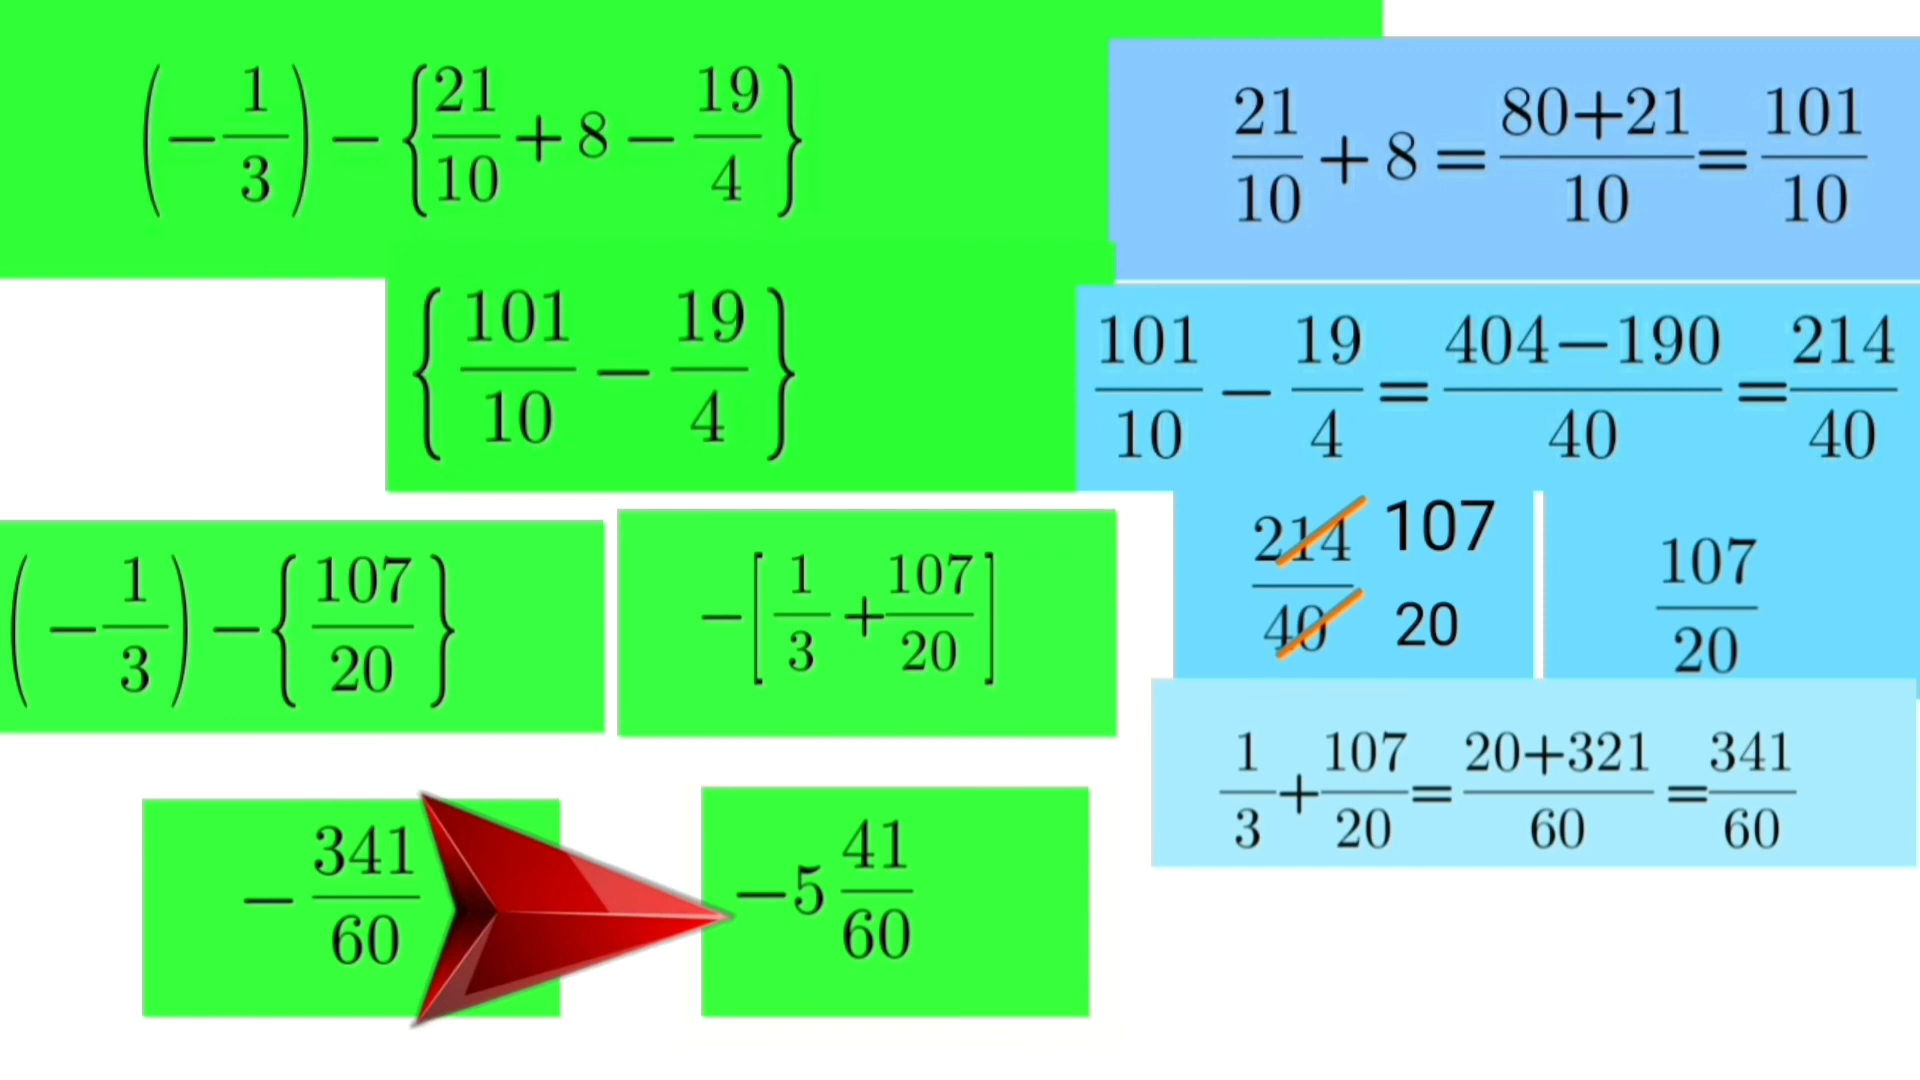 (−1/3) − {21/10 + 8 − 19/4}
21/10 + 8 = 80+21/10 = 101/10
{101/10 − 19/4}
101/10 − 19/4 = 404−190/40 = 214/40
214/40 107/20
107/20
(−1/3) − {107/20}
−[1/3 + 107/20]
1/3 + 107/20 = 20+321/60 = 341/60
−341/60
−5 41/60